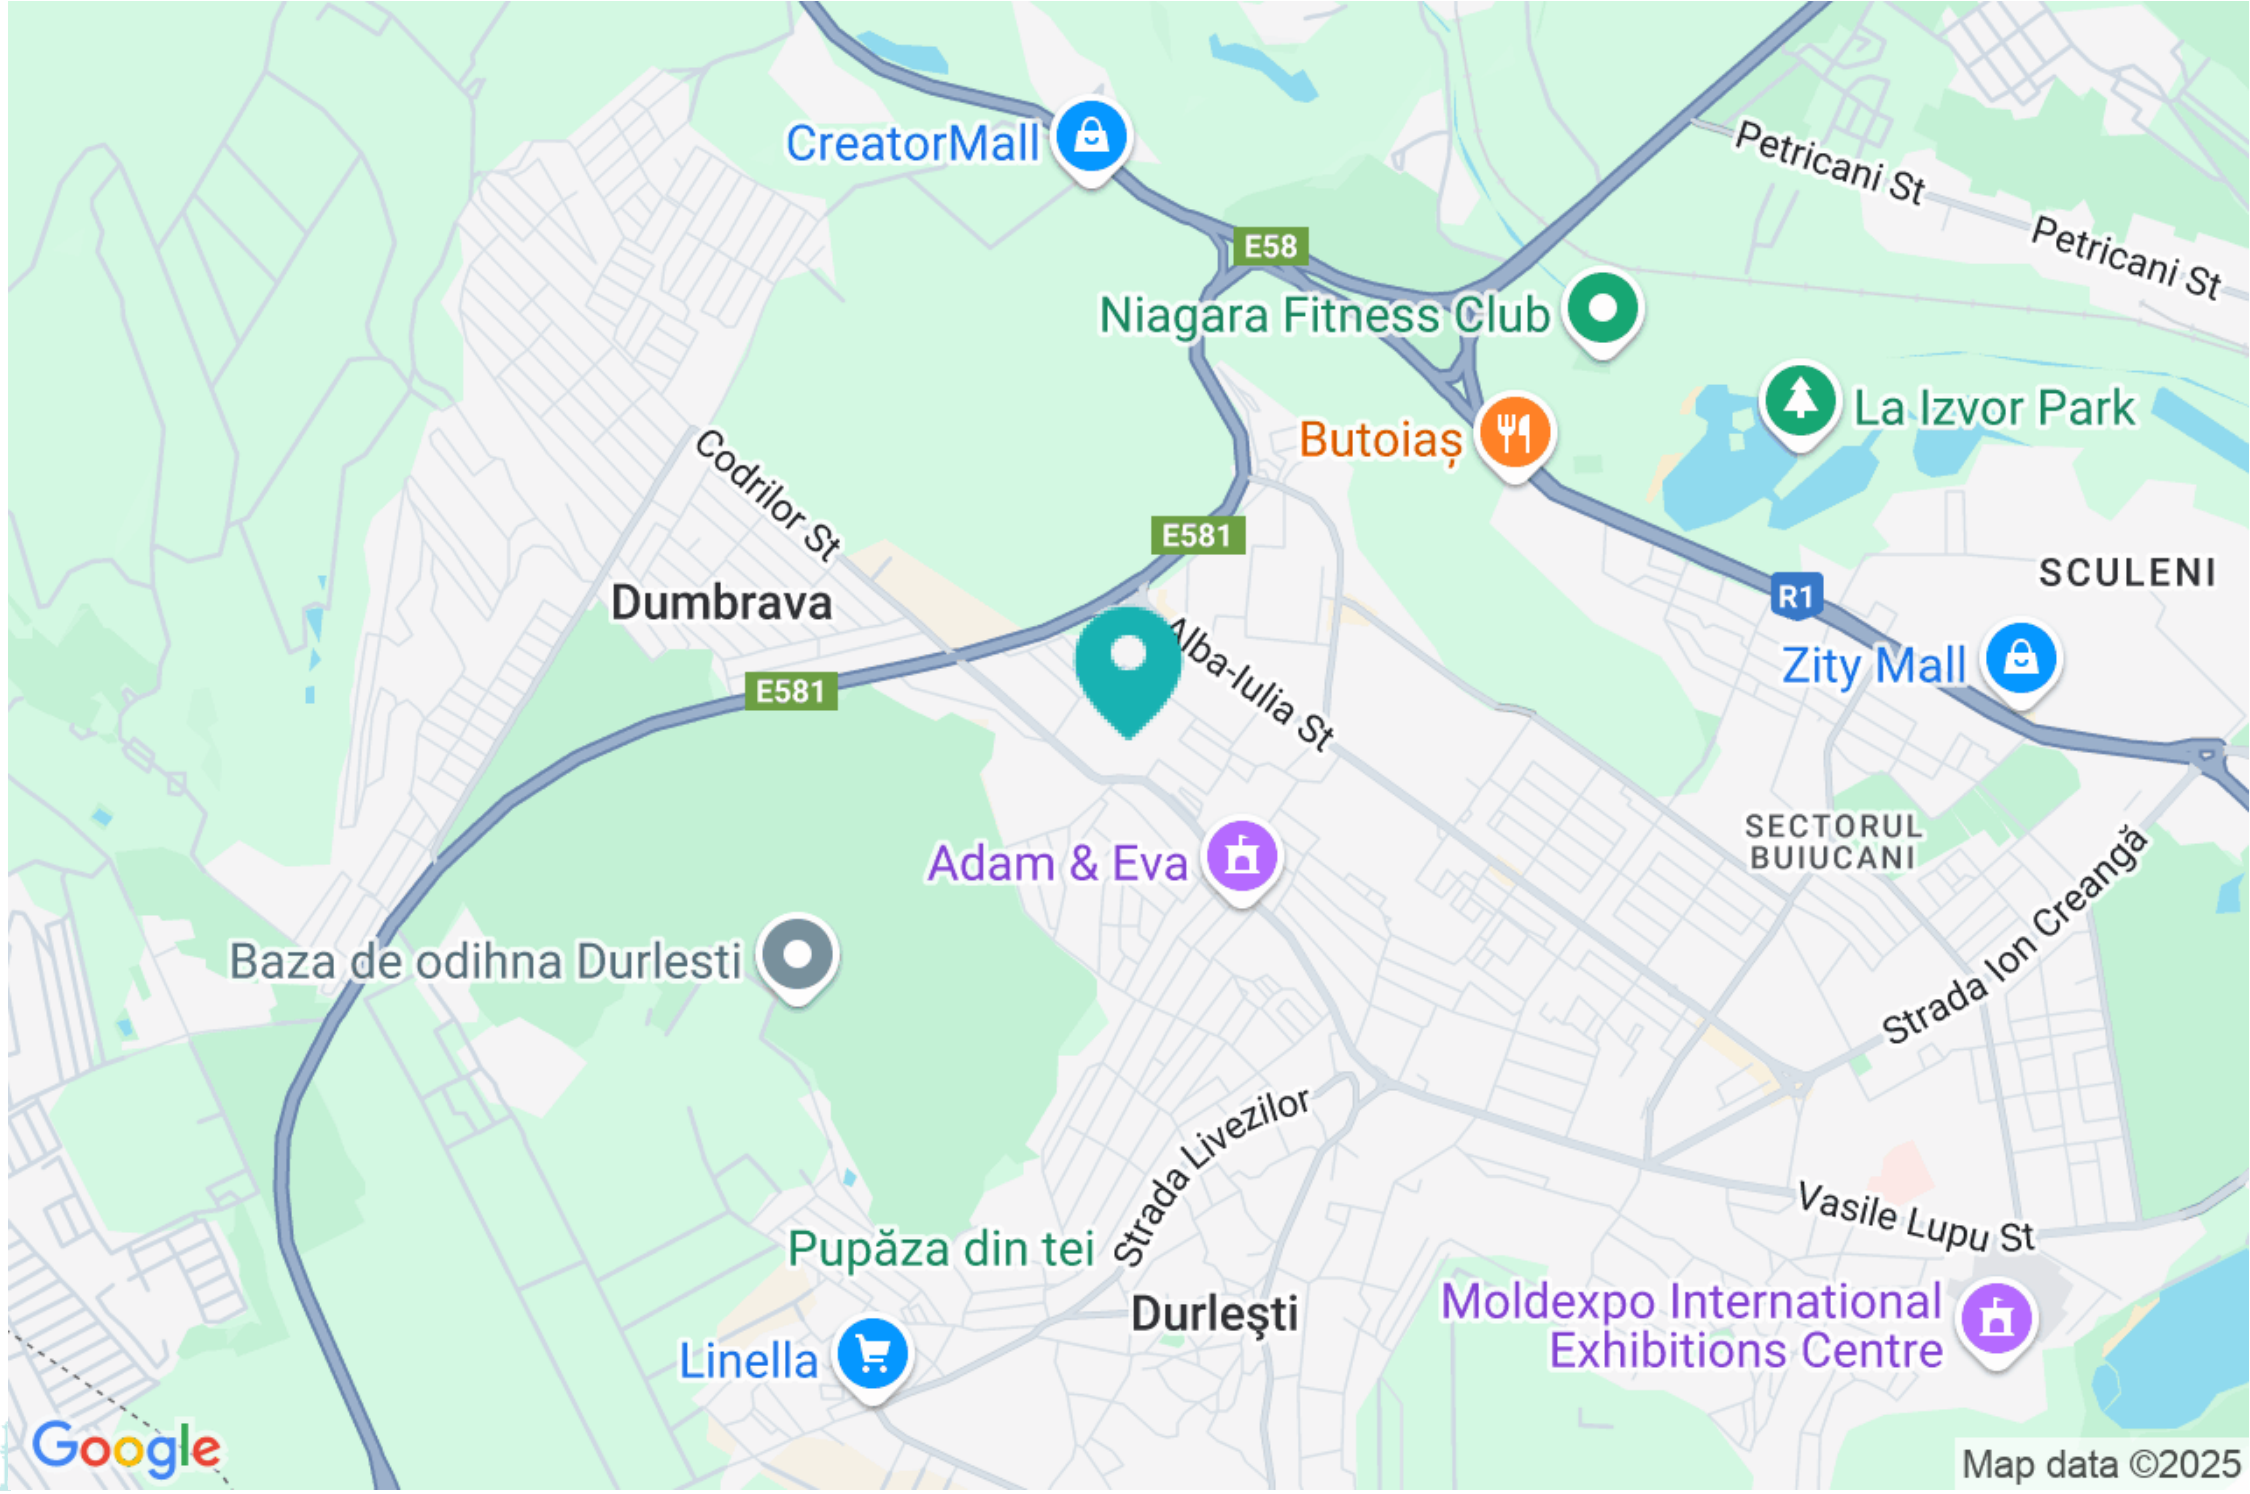 CreatorMall
Petricani St
Petricani St
E58
Niagara Fitness Club
La Izvor Park
Butoiaș
Codrilor St
E581
SCULENI
Dumbrava
R1
Alba-Iulia St
Zity Mall
E581
SECTORUL
BUIUCANI
Adam & Eva
Strada Ion Creangă
Baza de odihna Durlesti
Strada Livezilor
Vasile Lupu St
Pupăza din tei
Durleşti
Moldexpo International
Exhibitions Centre
Linella
Google
Map data ©2025